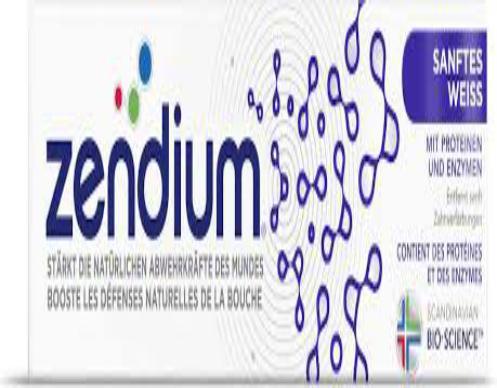 SANFTES
WEISS
zendium
MIT PROTEINEN
UND ENZYMEN
Entfernt sanft
Zahnverfärbungen
STÄRKT DIE NATÜRLICHEN ABWEHRKRÄFTE DES MUNDES
BOOSTE LES DÉFENSES NATURELLES DE LA BOUCHE
CONTIENT DES PROTÉINES
ET DES ENZYMES
SCANDINAVIAN
BIO-SCIENCE™